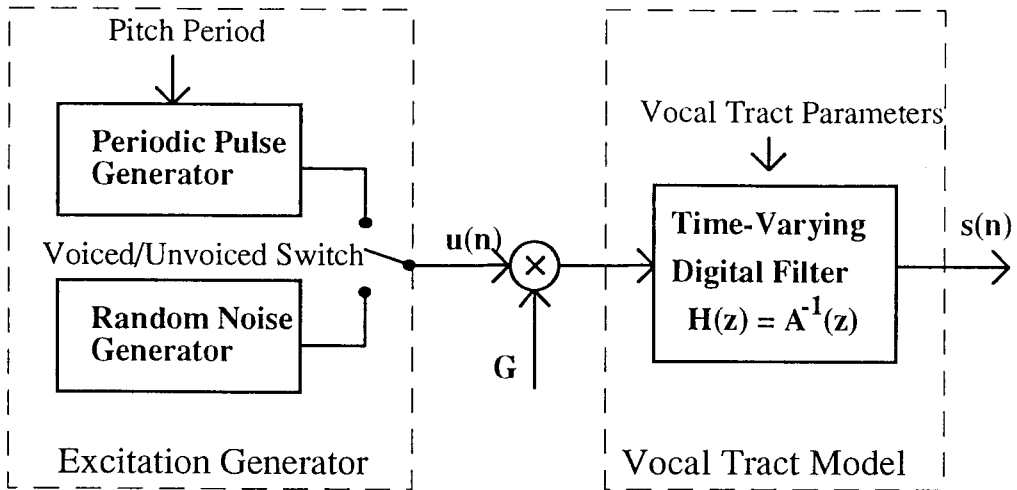 Pitch Period
Periodic Pulse
Generator
Voiced/Unvoiced Switch
Random Noise
Generator
Excitation Generator
u(n)
×
G
Vocal Tract Parameters
Time-Varying
Digital Filter
H(z) = A⁻¹(z)
s(n)
Vocal Tract Model